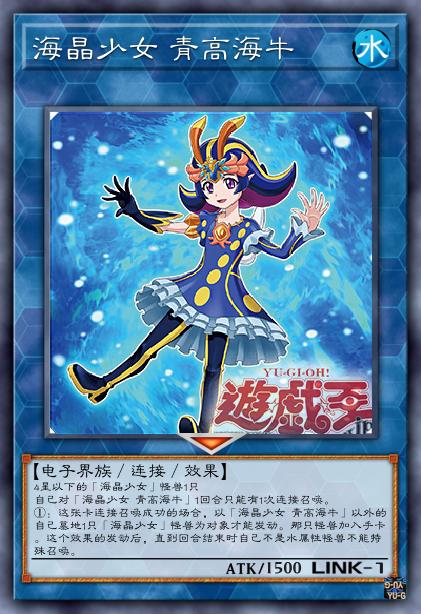 海晶少女 青高海牛
水
YU-GI-OH!
遊戯王
.jp
【电子界族／连接／效果】
4星以下的「海晶少女」怪兽1只
自己对「海晶少女 青高海牛」1回合只能有1次连接召唤。
①：这张卡连接召唤成功的场合，以「海晶少女 青高海牛」以外的
自己墓地1只「海晶少女」怪兽为对象才能发动。那只怪兽加入手卡
。这个效果的发动后，直到回合结束时自己不是水属性怪兽不能特
殊召唤。
ATK/1500 LINK-1